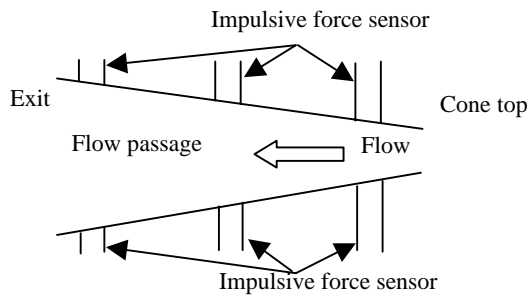 Impulsive force sensor
Exit
Cone top
Flow passage
Flow
Impulsive force sensor